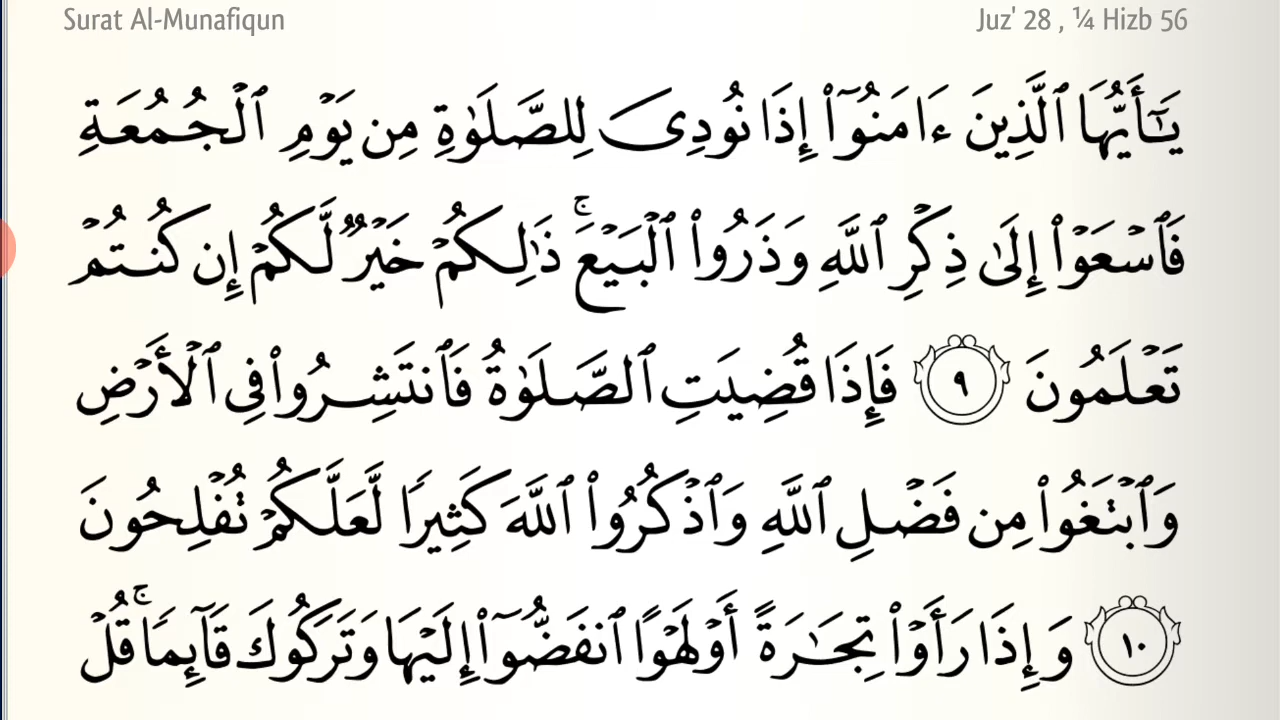 Surat Al-Munafiqun
Juz' 28 , ¼ Hizb 56
يَـٰٓأَيُّهَا ٱلَّذِينَ ءَامَنُوٓا۟ إِذَا نُودِىَ لِلصَّلَوٰةِ مِن يَوْمِ ٱلْجُمُعَةِ
فَٱسْعَوْا۟ إِلَىٰ ذِكْرِ ٱللَّهِ وَذَرُوا۟ ٱلْبَيْعَ ۚ ذَٰلِكُمْ خَيْرٌ لَّكُمْ إِن كُنتُمْ
تَعْلَمُونَ ٩ فَإِذَا قُضِيَتِ ٱلصَّلَوٰةُ فَٱنتَشِرُوا۟ فِى ٱلْأَرْضِ
وَٱبْتَغُوا۟ مِن فَضْلِ ٱللَّهِ وَٱذْكُرُوا۟ ٱللَّهَ كَثِيرًا لَّعَلَّكُمْ تُفْلِحُونَ
١٠ وَإِذَا رَأَوْا۟ تِجَـٰرَةً أَوْ لَهْوًا ٱنفَضُّوٓا۟ إِلَيْهَا وَتَرَكُوكَ قَآئِمًا ۚ قُلْ